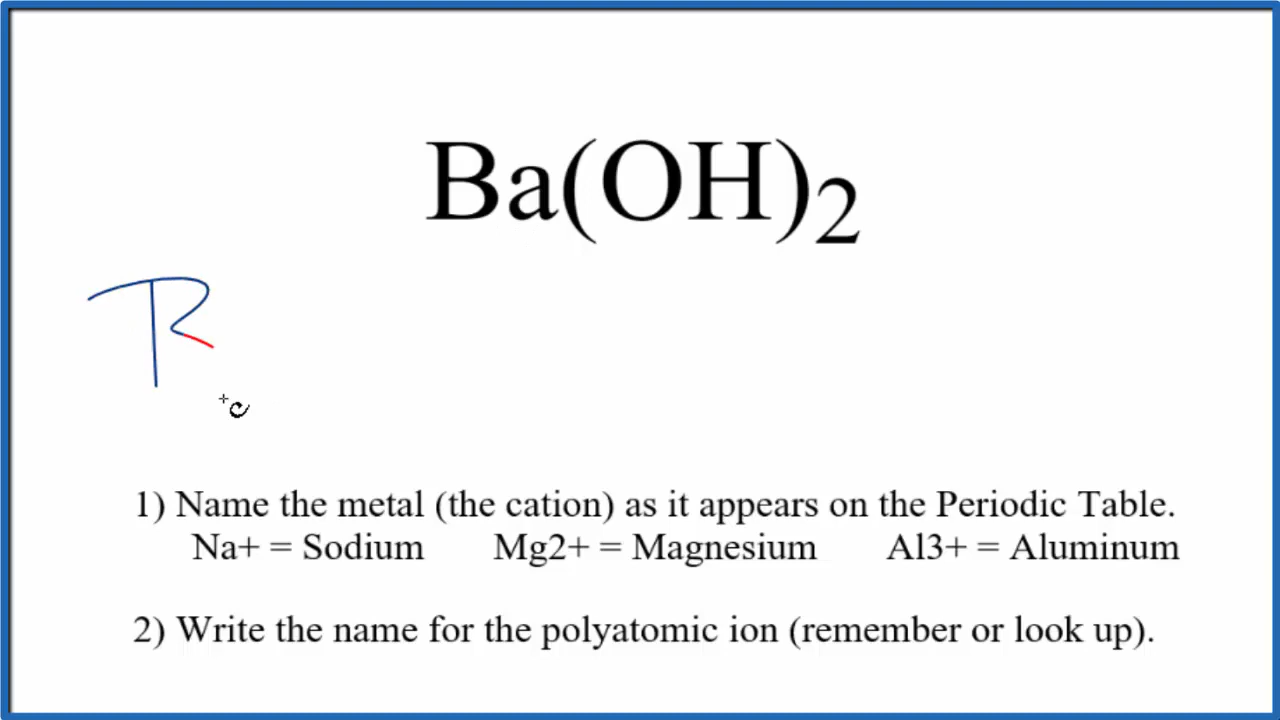 Ba(OH)₂
1) Name the metal (the cation) as it appears on the Periodic Table.
Na+ = Sodium Mg2+ = Magnesium Al3+ = Aluminum
2) Write the name for the polyatomic ion (remember or look up).